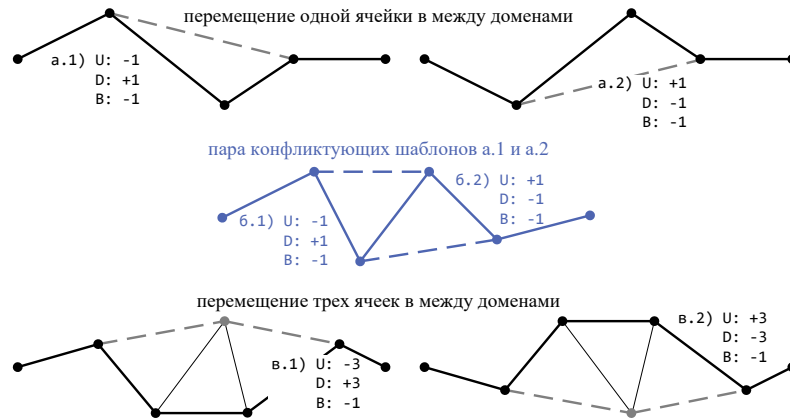 перемещение одной ячейки в между доменами
а.1) U: -1
D: +1
B: -1
а.2) U: +1
D: -1
B: -1
пара конфликтующих шаблонов а.1 и а.2
б.1) U: -1
D: +1
B: -1
б.2) U: +1
D: -1
B: -1
перемещение трех ячеек в между доменами
в.1) U: -3
D: +3
B: -1
в.2) U: +3
D: -3
B: -1